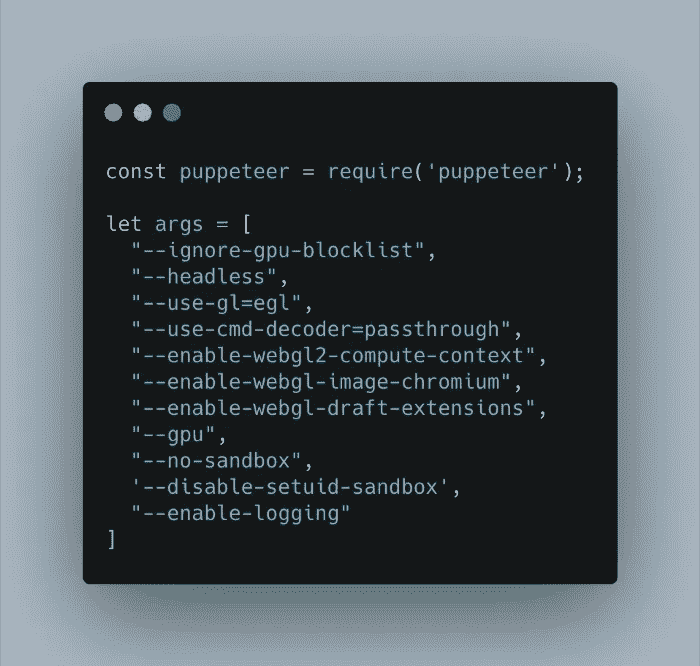 const puppeteer = require('puppeteer');
let args = [
"--ignore-gpu-blocklist",
"--headless",
"--use-gl=egl",
"--use-cmd-decoder=passthrough",
"--enable-webgl2-compute-context",
"--enable-webgl-image-chromium",
"--enable-webgl-draft-extensions",
"--gpu",
"--no-sandbox",
'--disable-setuid-sandbox',
"--enable-logging"
]